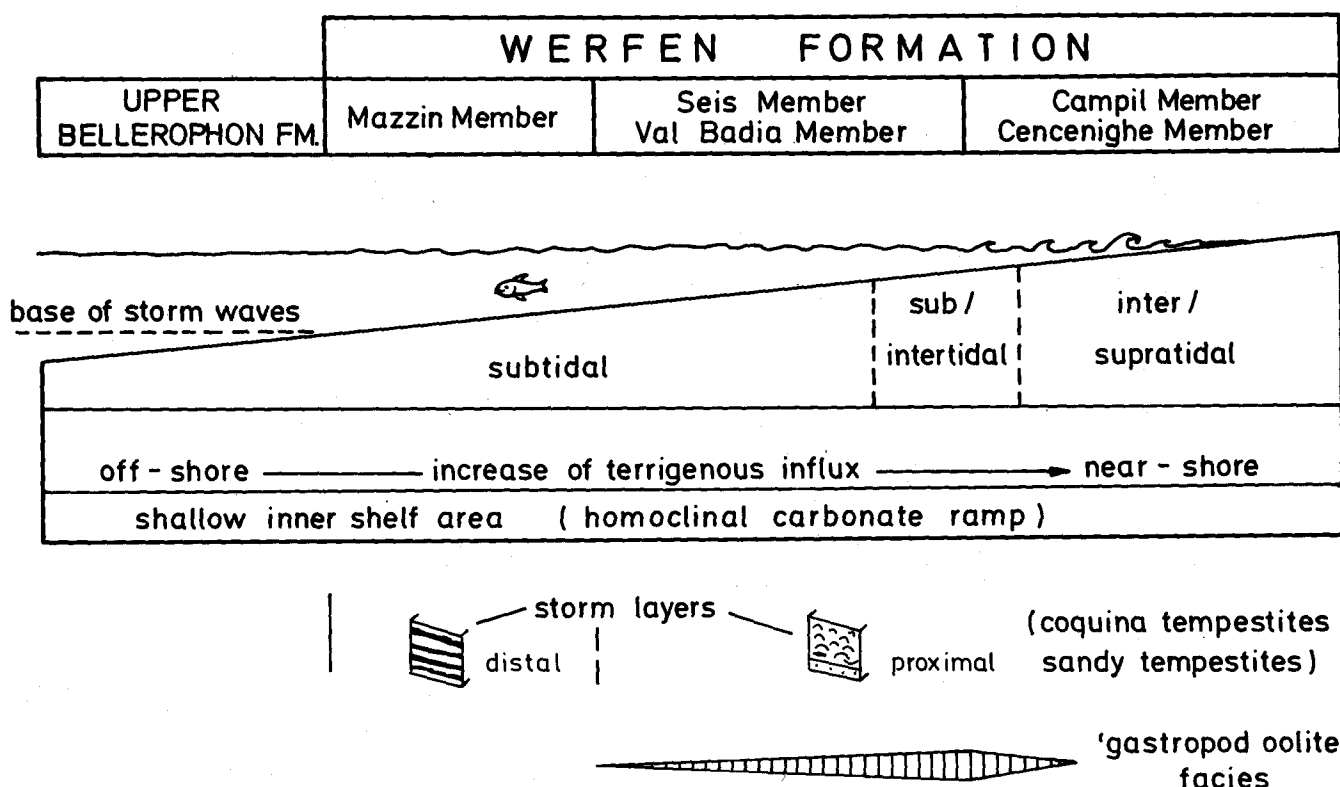 WERFEN FORMATION
UPPER
BELLEROPHON FM.
Mazzin Member
Seis Member
Val Badia Member
Campil Member
Cencenighe Member
base of storm waves
subtidal
sub /
intertidal
inter /
supratidal
off - shore
increase of terrigenous influx
near - shore
shallow inner shelf area ( homoclinal carbonate ramp )
storm layers
distal
proximal
(coquina tempestites
sandy tempestites)
'gastropod oolite
facies